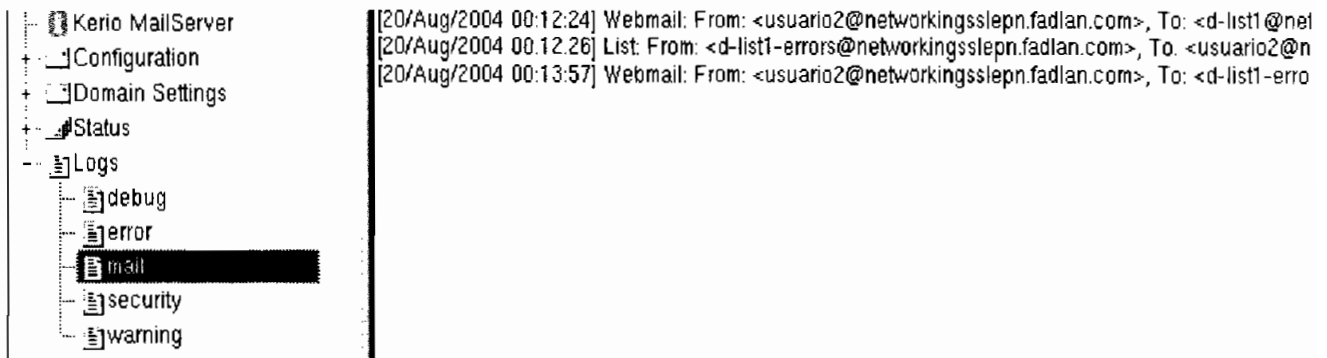 Kerio MailServer
Configuration
Domain Settings
Status
Logs
debug
error
mail
security
warning
[20/Aug/2004 00:12:24] Webmail: From: <usuario2@networkingsslepn.fadlan.com>, To: <d-list1@net
[20/Aug/2004 00:12:26] List: From: <d-list1-errors@networkingsslepn.fadlan.com>, To: <usuario2@n
[20/Aug/2004 00:13:57] Webmail: From: <usuario2@networkingsslepn.fadlan.com>, To: <d-list1-erro